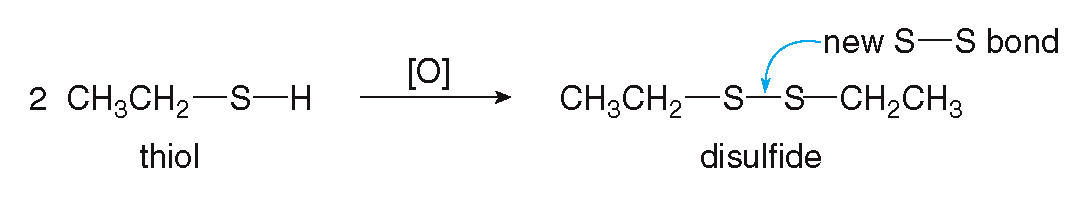 new S—S bond
2 CH₃CH₂—S—H [O] CH₃CH₂—S—S—CH₂CH₃
thiol disulfide